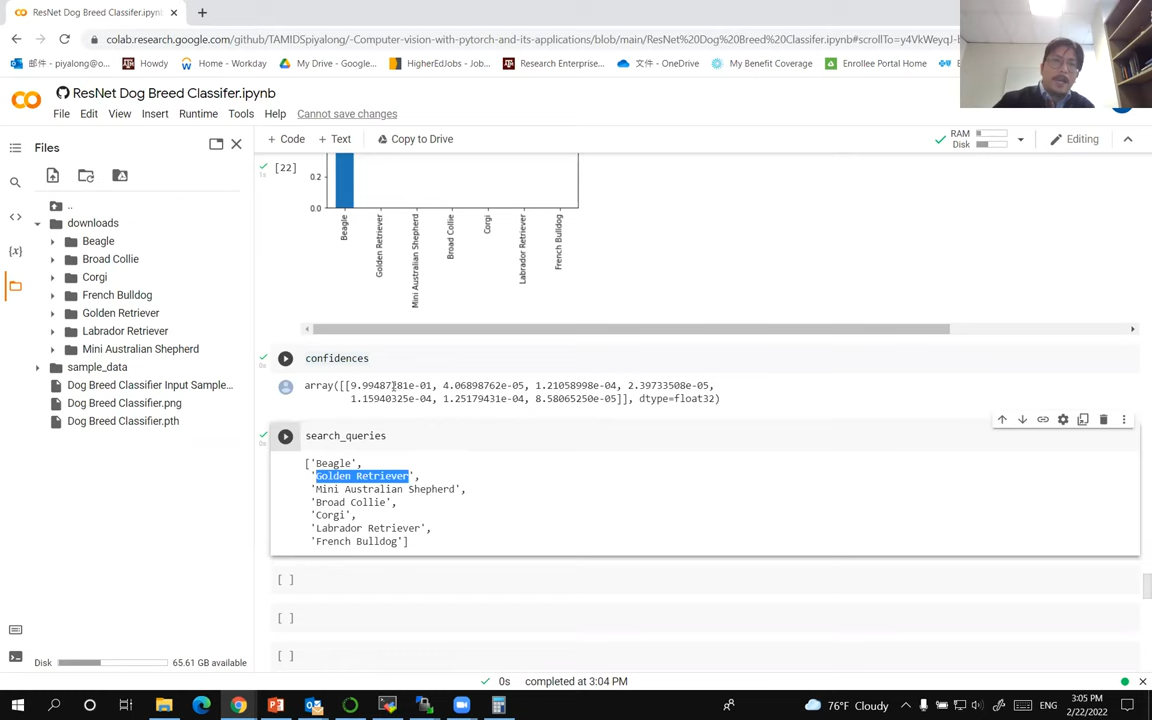 ResNet Dog Breed Classifer.ipyn
colab.research.google.com/github/TAMIDSpiyalong/-Computer-vision-with-pytorch-and-its-applications/blob/main/ResNet%20Dog%20Breed%20Classifer.ipynb#scrollTo=y4VkWeyqJ-
邮件 - piyalong@o...
Howdy
Home - Workday
My Drive - Google...
HigherEdJobs - Job...
Research Enterprise...
文件 - OneDrive
My Benefit Coverage
Enrollee Portal Home
ResNet Dog Breed Classifer.ipynb
File Edit View Insert Runtime Tools Help Cannot save changes
+ Code + Text Copy to Drive
RAM
Disk
Editing
Files
..
downloads
Beagle
Broad Collie
Corgi
French Bulldog
Golden Retriever
Labrador Retriever
Mini Australian Shepherd
sample_data
Dog Breed Classifier Input Sample...
Dog Breed Classifier.png
Dog Breed Classifier.pth
Disk 65.61 GB available
[22]
1s
0.2
0.0
Beagle
Golden Retriever
Mini Australian Shepherd
Broad Collie
Corgi
Labrador Retriever
French Bulldog
0s
confidences
array([[9.99487281e-01, 4.06898762e-05, 1.21058998e-04, 2.39733508e-05,
1.15940325e-04, 1.25179431e-04, 8.58065250e-05]], dtype=float32)
0s
search_queries
['Beagle',
'Golden Retriever',
'Mini Australian Shepherd',
'Broad Collie',
'Corgi',
'Labrador Retriever',
'French Bulldog']
[ ]
[ ]
[ ]
0s completed at 3:04 PM
76°F Cloudy
ENG
3:05 PM
2/22/2022